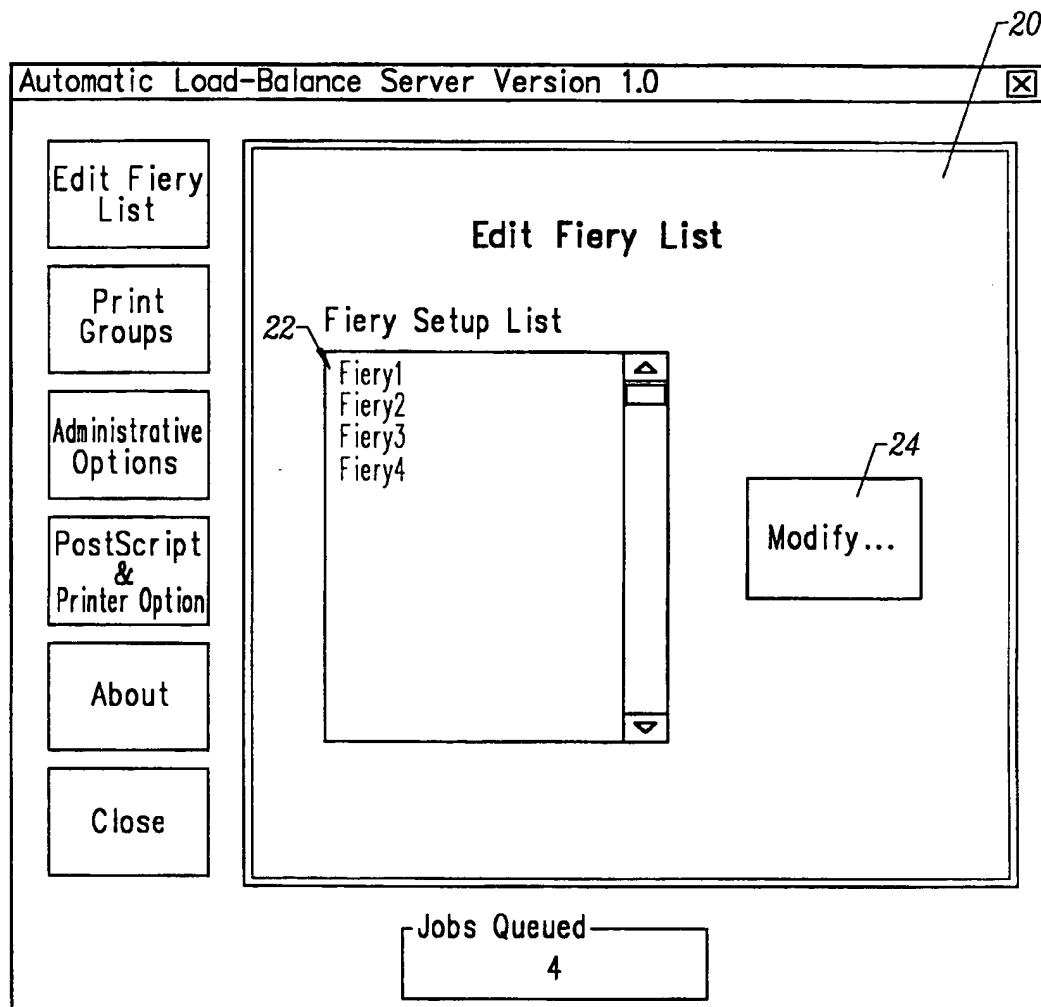 20
Automatic Load-Balance Server Version 1.0
Edit Fiery
List
Print
Groups
Administrative
Options
PostScript
&
Printer Option
About
Close
Edit Fiery List
Fiery Setup List
22
Fiery1
Fiery2
Fiery3
Fiery4
24
Modify...
Jobs Queued
4